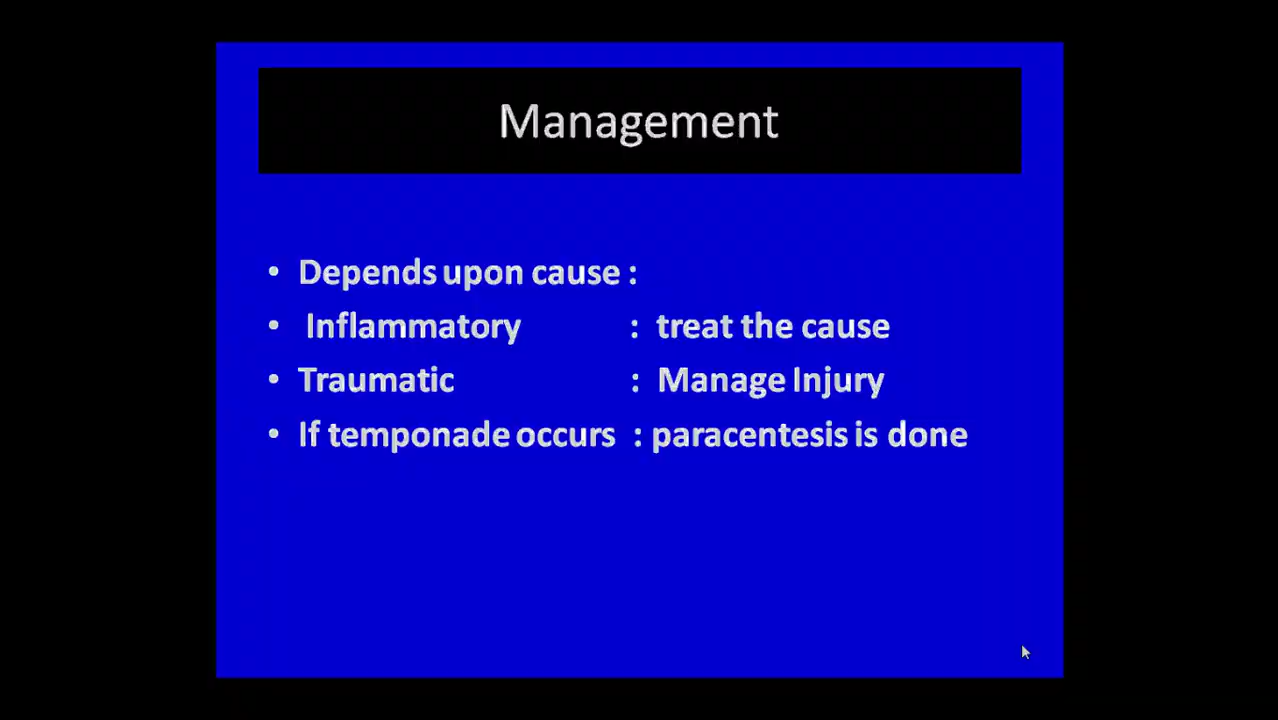 Management
• Depends upon cause :
• Inflammatory : treat the cause
• Traumatic : Manage Injury
• If temponade occurs : paracentesis is done